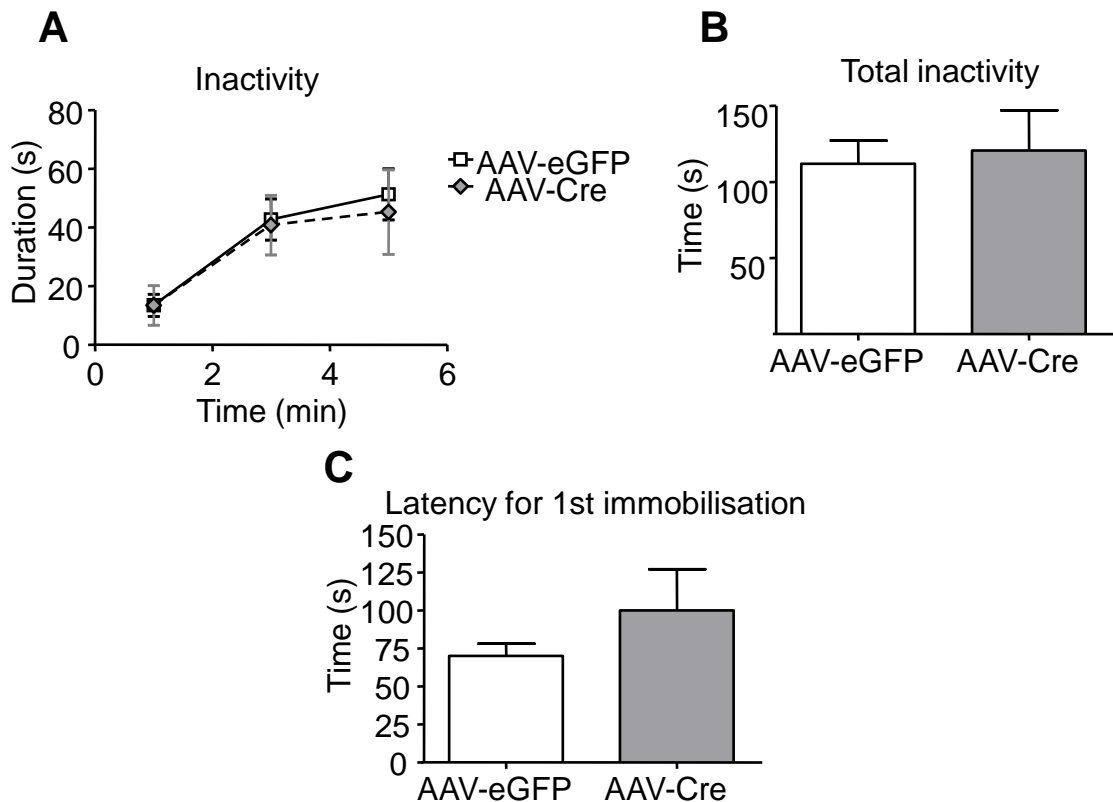 A
Inactivity
80
60
40
20
0
Duration (s)
0 2 4 6
Time (min)
AAV-eGFP
AAV-Cre
B
Total inactivity
150
100
50
Time (s)
AAV-eGFP AAV-Cre
C
Latency for 1st immobilisation
150
125
100
75
50
25
0
Time (s)
AAV-eGFP AAV-Cre